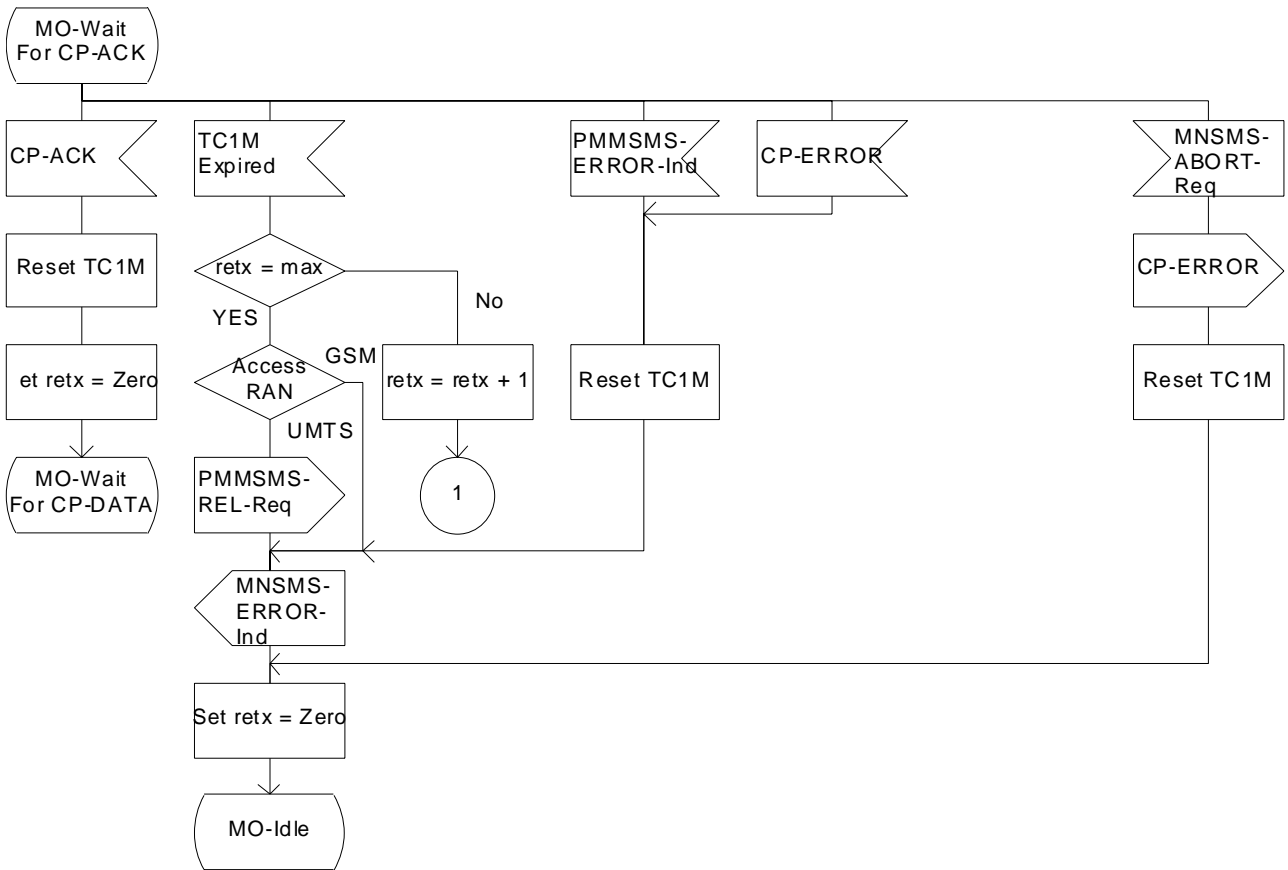 MO-Wait
For CP-ACK
CP-ACK
TC1M
Expired
PMMSMS-
ERROR-Ind
CP-ERROR
MNSMS-
ABORT-
Req
Reset TC1M
retx = max
No
YES
CP-ERROR
et retx = Zero
Access
RAN
GSM
UMTS
retx = retx + 1
Reset TC1M
Reset TC1M
MO-Wait
For CP-DATA
PMMSMS-
REL-Req
1
MNSMS-
ERROR-
Ind
Set retx = Zero
MO-Idle